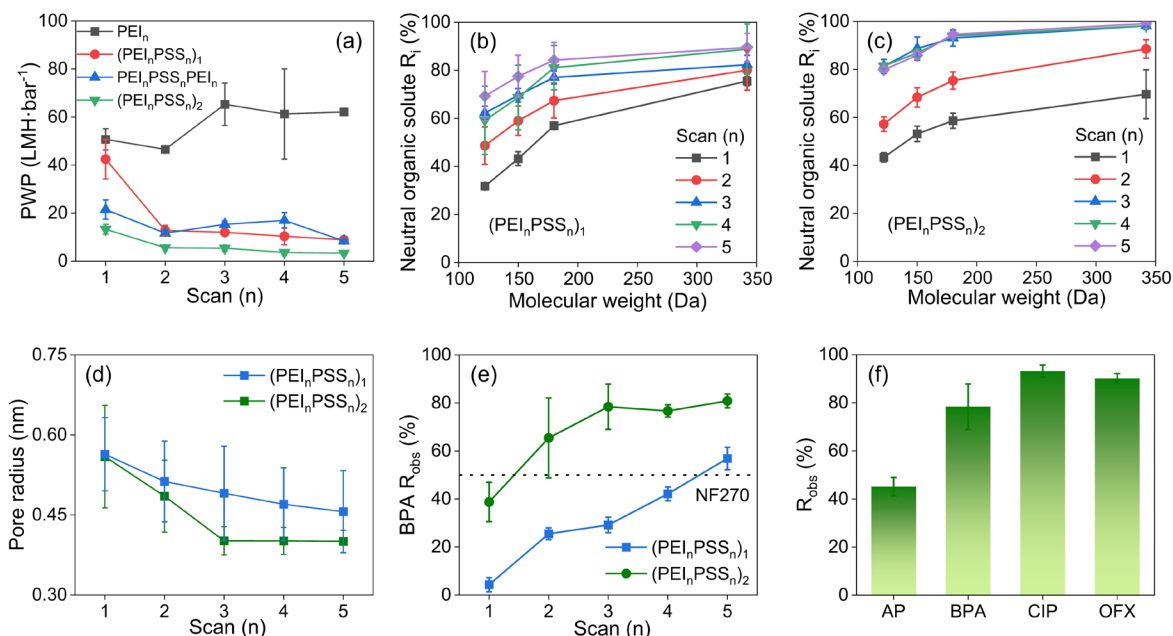 (a)
PWP (LMH·bar⁻¹)
100
80
60
40
20
0
PEIₙ
(PEIₙPSS)₁
PEIₙPSSₙPEIₙ
(PEIₙPSSₙ)₂
1 2 3 4 5
Scan (n)
(b)
Neutral organic solute Rᵢ (%)
100
80
60
40
20
0
Scan (n)
1
2
3
4
5
(PEIₙPSSₙ)₁
100 150 200 250 300 350
Molecular weight (Da)
(c)
Neutral organic solute Rᵢ (%)
100
80
60
40
20
0
Scan (n)
1
2
3
4
5
(PEIₙPSSₙ)₂
100 150 200 250 300 350
Molecular weight (Da)
(d)
Pore radius (nm)
0.75
0.60
0.45
0.30
(PEIₙPSSₙ)₁
(PEIₙPSSₙ)₂
1 2 3 4 5
Scan (n)
(e)
BPA R_obs (%)
100
80
60
40
20
0
NF270
(PEIₙPSSₙ)₁
(PEIₙPSSₙ)₂
1 2 3 4 5
Scan (n)
(f)
R_obs (%)
100
80
60
40
20
0
AP BPA CIP OFX